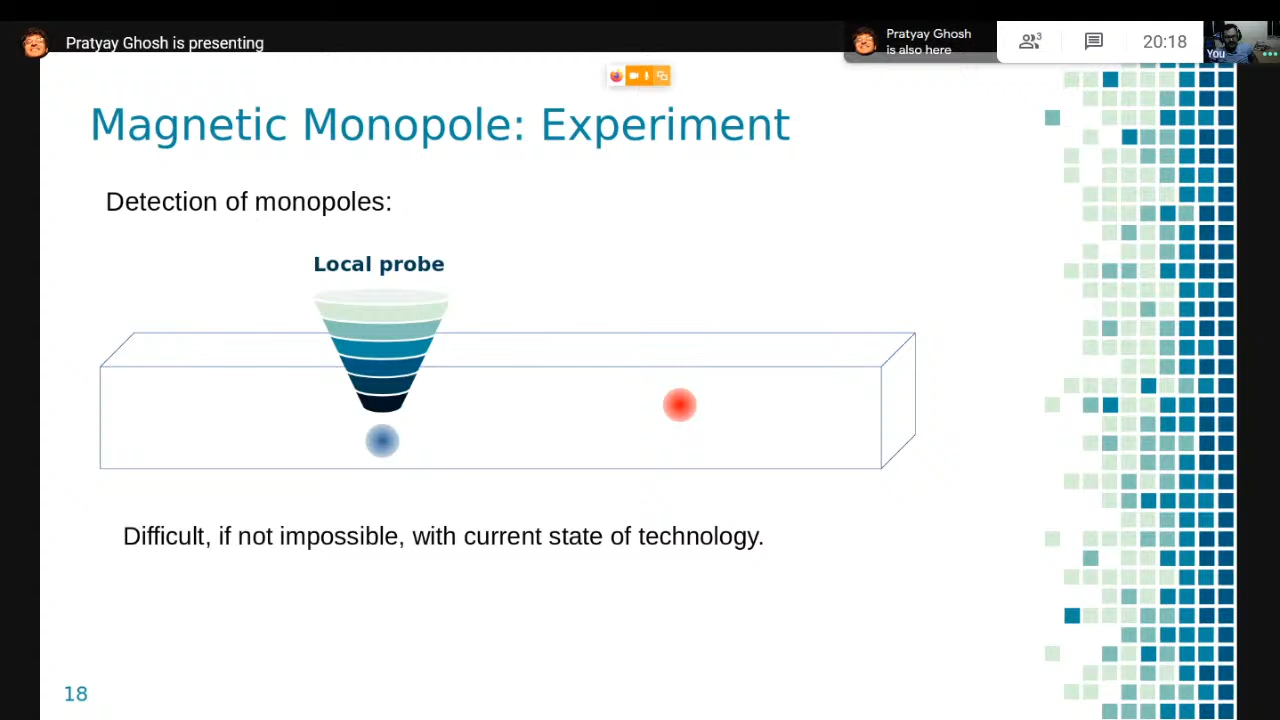 Pratyay Ghosh is presenting
Pratyay Ghosh
is also here
3
20:18
You
Magnetic Monopole: Experiment
Detection of monopoles:
Local probe
Difficult, if not impossible, with current state of technology.
18